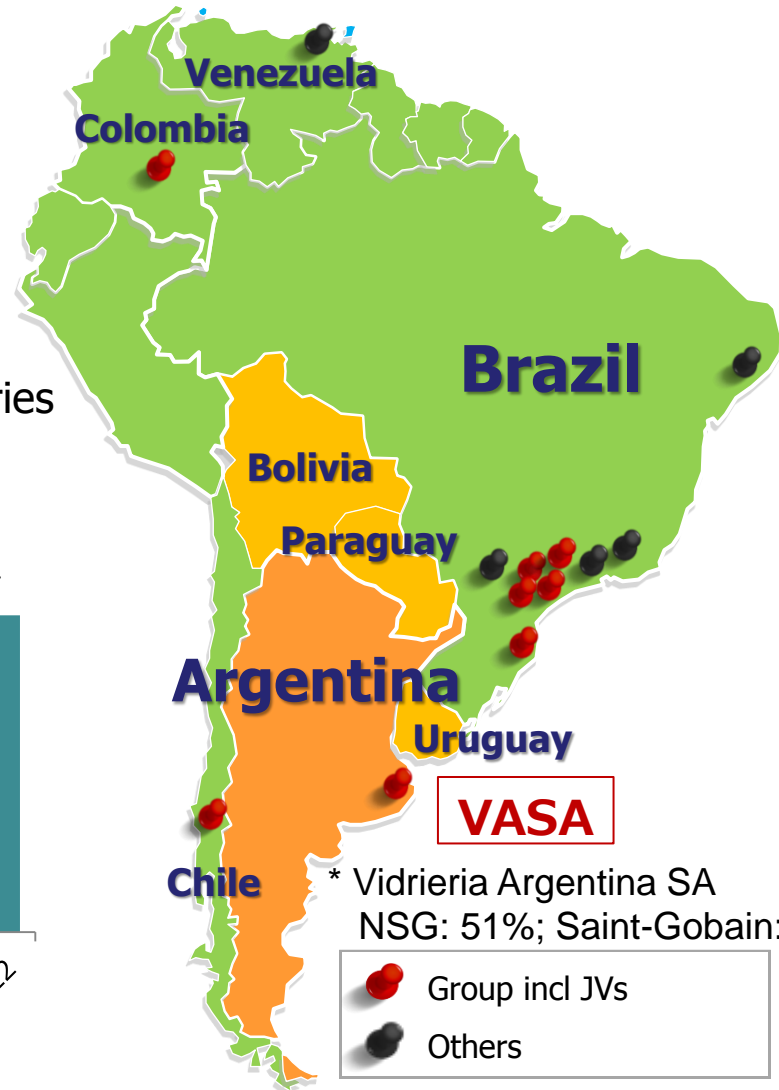 Venezuela
Colombia
Brazil
ries
Bolivia
Paraguay
Argentina
Uruguay
VASA
Chile
* Vidrieria Argentina SA
NSG: 51%; Saint-Gobain:
Group incl JVs
Others